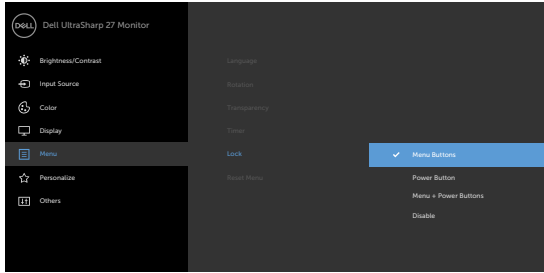 DELL Dell UltraSharp 27 Monitor
Brightness/Contrast
Input Source
Color
Display
Menu
Personalize
Others
Language
Rotation
Transparency
Timer
Lock
Reset Menu
Menu Buttons
Power Button
Menu + Power Buttons
Disable